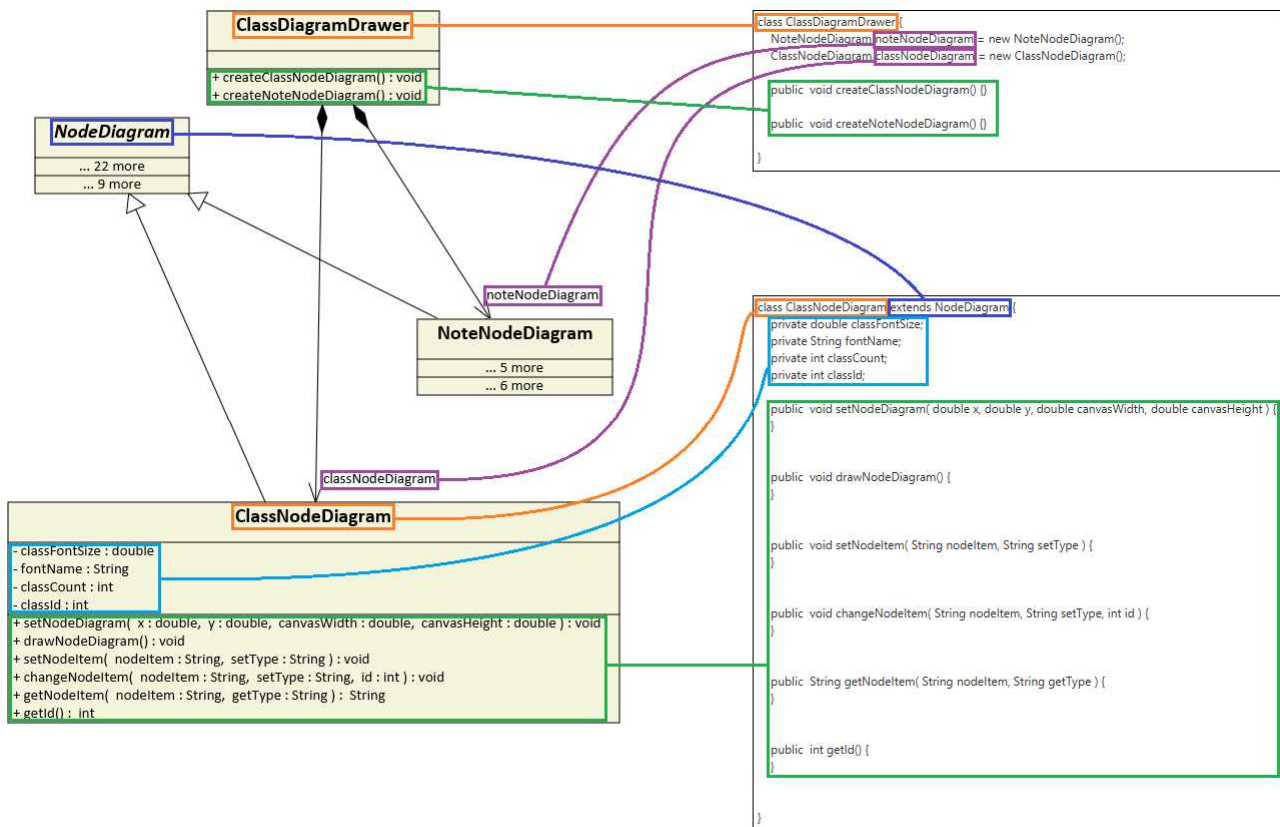 ClassDiagramDrawer
+ createClassNodeDiagram() : void
+ createNoteNodeDiagram() : void
NodeDiagram
... 22 more
... 9 more
noteNodeDiagram
NoteNodeDiagram
... 5 more
... 6 more
classNodeDiagram
ClassNodeDiagram
- classFontSize : double
- fontName : String
- classCount : int
- classId : int
+ setNodeDiagram( x : double, y : double, canvasWidth : double, canvasHeight : double ) : void
+ drawNodeDiagram() : void
+ setNodeItem( nodeItem : String, setType : String ) : void
+ changeNodeItem( nodeItem : String, setType : String, id : int ) : void
+ getNodeItem( nodeItem : String, getType : String ) : String
+ getId() : int
class ClassDiagramDrawer {
NoteNodeDiagram noteNodeDiagram = new NoteNodeDiagram();
ClassNodeDiagram classNodeDiagram = new ClassNodeDiagram();
public void createClassNodeDiagram() {}
public void createNoteNodeDiagram() {}
}
class ClassNodeDiagram extends NodeDiagram {
private double classFontSize;
private String fontName;
private int classCount;
private int classId;
public void setNodeDiagram( double x, double y, double canvasWidth, double canvasHeight ) {
}
public void drawNodeDiagram() {
}
public void setNodeItem( String nodeItem, String setType ) {
}
public void changeNodeItem( String nodeItem, String setType, int id ) {
}
public String getNodeItem( String nodeItem, String getType ) {
}
public int getId() {
}
}